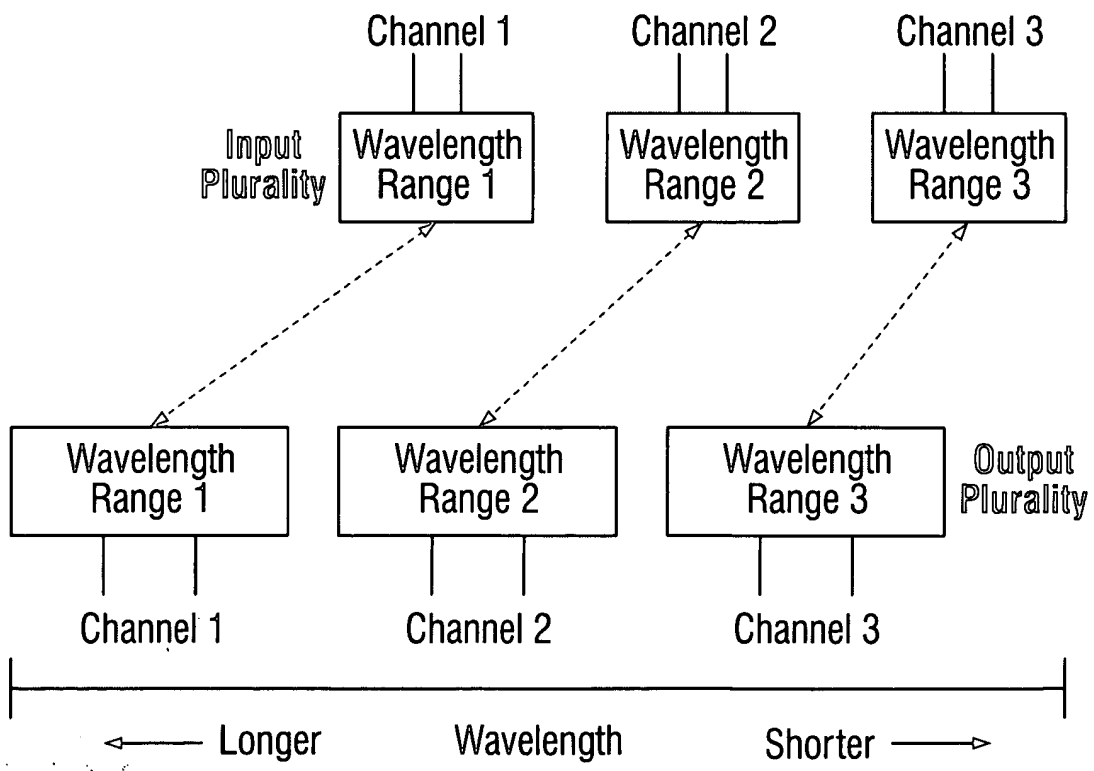 Channel 1
Channel 2
Channel 3
Input
Plurality
Wavelength
Range 1
Wavelength
Range 2
Wavelength
Range 3
Wavelength
Range 1
Wavelength
Range 2
Wavelength
Range 3
Output
Plurality
Channel 1
Channel 2
Channel 3
Longer
Wavelength
Shorter